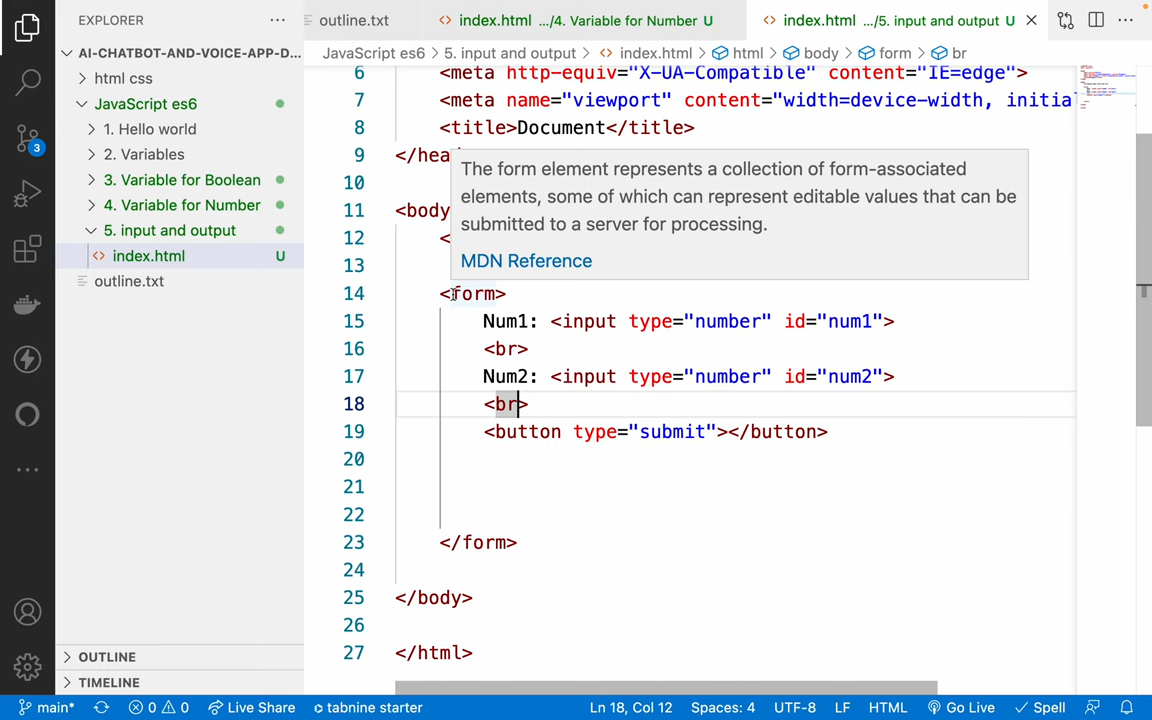 EXPLORER
outline.txt
<> index.html .../4. Variable for Number U
<> index.html .../5. input and output U
AI-CHATBOT-AND-VOICE-APP-D...
JavaScript es6 > 5. input and output > <> index.html > html > body > form > br
html css
JavaScript es6
1. Hello world
2. Variables
3. Variable for Boolean
4. Variable for Number
5. input and output
<> index.html U
outline.txt
OUTLINE
TIMELINE
6 <meta http-equiv="X-UA-Compatible" content="IE=edge">
7 <meta name="viewport" content="width=device-width, initia
8 <title>Document</title>
9 </hea
The form element represents a collection of form-associated
elements, some of which can represent editable values that can be
submitted to a server for processing.
MDN Reference
10
11 <body
12 <
13
14 <form>
15 Num1: <input type="number" id="num1">
16 <br>
17 Num2: <input type="number" id="num2">
18 <br>
19 <button type="submit"></button>
20
21
22
23 </form>
24
25 </body>
26
27 </html>
3
main* 0 0 Live Share tabnine starter Ln 18, Col 12 Spaces: 4 UTF-8 LF HTML Go Live Spell